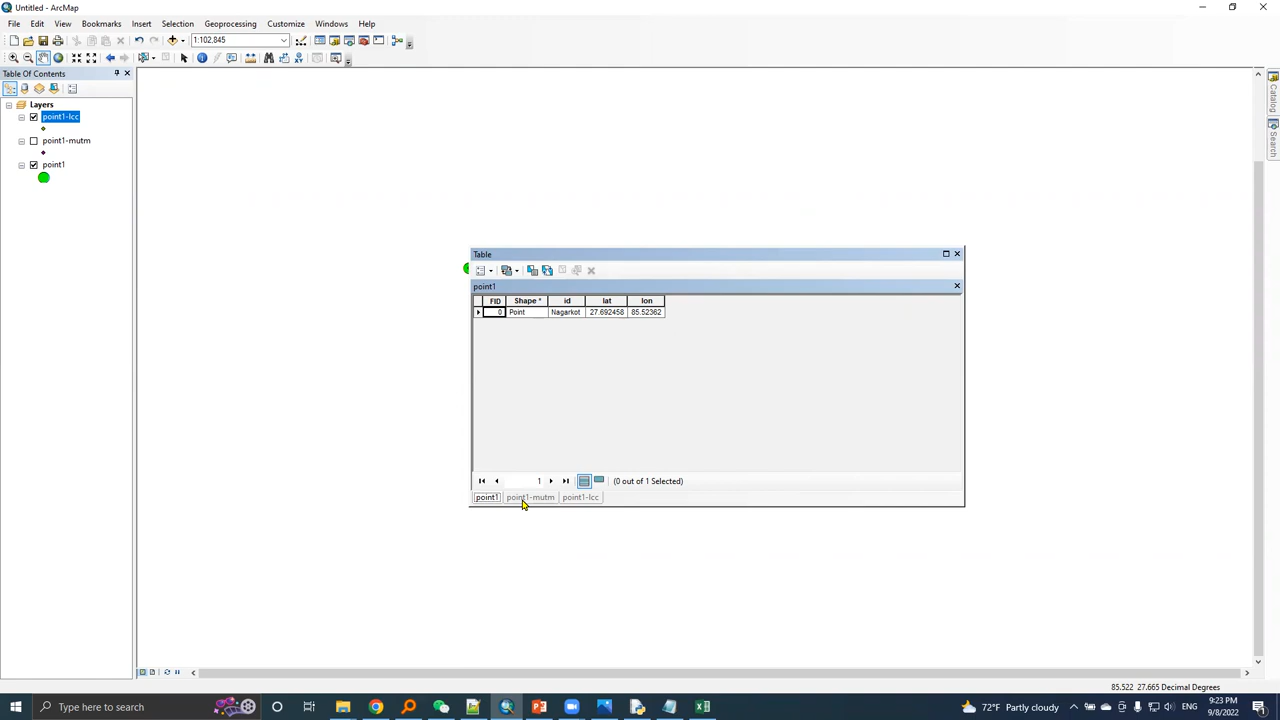 Untitled - ArcMap
File Edit View Bookmarks Insert Selection Geoprocessing Customize Windows Help
1:102,845
Table Of Contents
Layers
point1-lcc
point1-mutm
point1
Catalog
Search
Table
point1
FID Shape * id lat lon
0 Point Nagarkot 27.692458 85.52362
1 (0 out of 1 Selected)
point1 point1-mutm point1-lcc
85.522 27.665 Decimal Degrees
Type here to search
72°F Partly cloudy
ENG
9:23 PM
9/8/2022